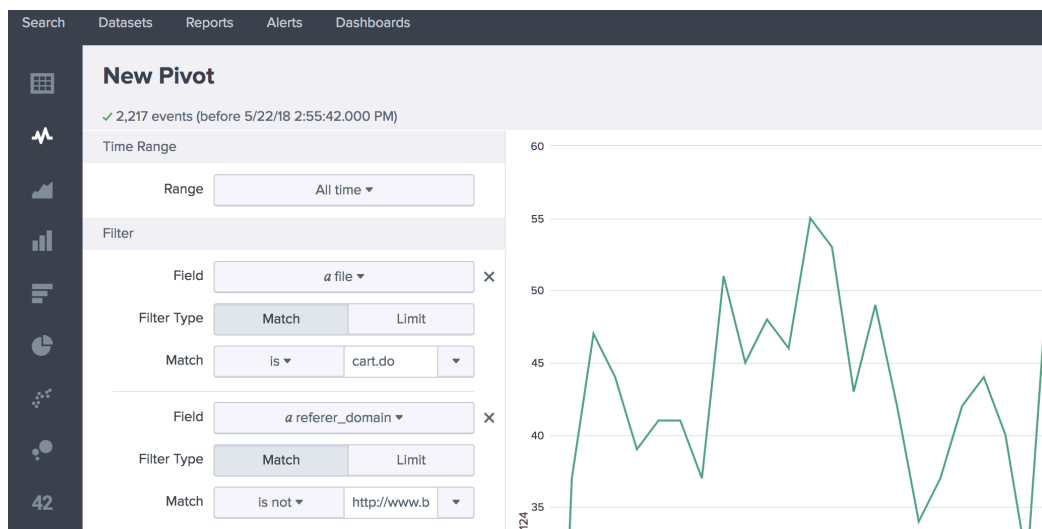 Search Datasets Reports Alerts Dashboards
New Pivot
✓ 2,217 events (before 5/22/18 2:55:42.000 PM)
Time Range
Range All time
Filter
Field a file
Filter Type Match Limit
Match is cart.do
Field a referer_domain
Filter Type Match Limit
Match is not http://www.b
42
60
55
50
45
40
35
124